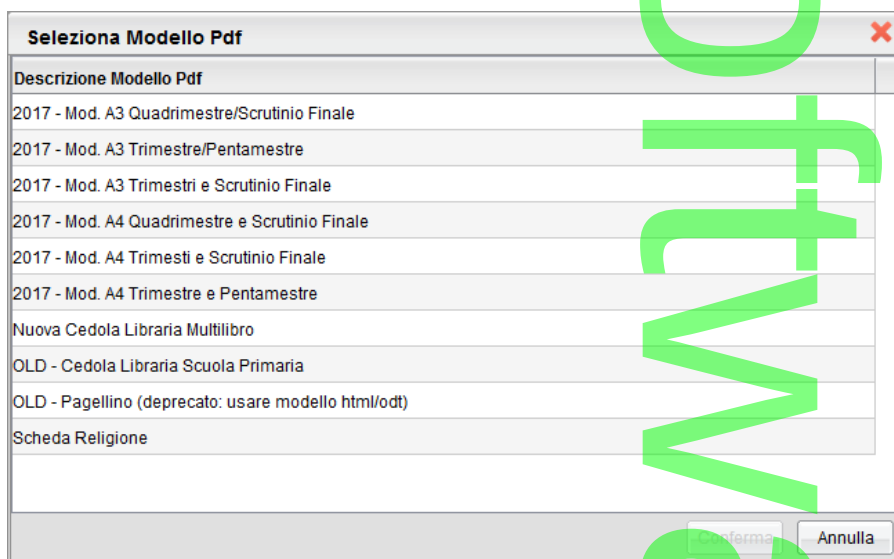 Seleziona Modello Pdf
Descrizione Modello Pdf
2017 - Mod. A3 Quadrimestre/Scrutinio Finale
2017 - Mod. A3 Trimestre/Pentamestre
2017 - Mod. A3 Trimestri e Scrutinio Finale
2017 - Mod. A4 Quadrimestre e Scrutinio Finale
2017 - Mod. A4 Trimesti e Scrutinio Finale
2017 - Mod. A4 Trimestre e Pentamestre
Nuova Cedola Libraria Multilibro
OLD - Cedola Libraria Scuola Primaria
OLD - Pagellino (deprecato: usare modello html/odt)
Scheda Religione
Conferma Annulla